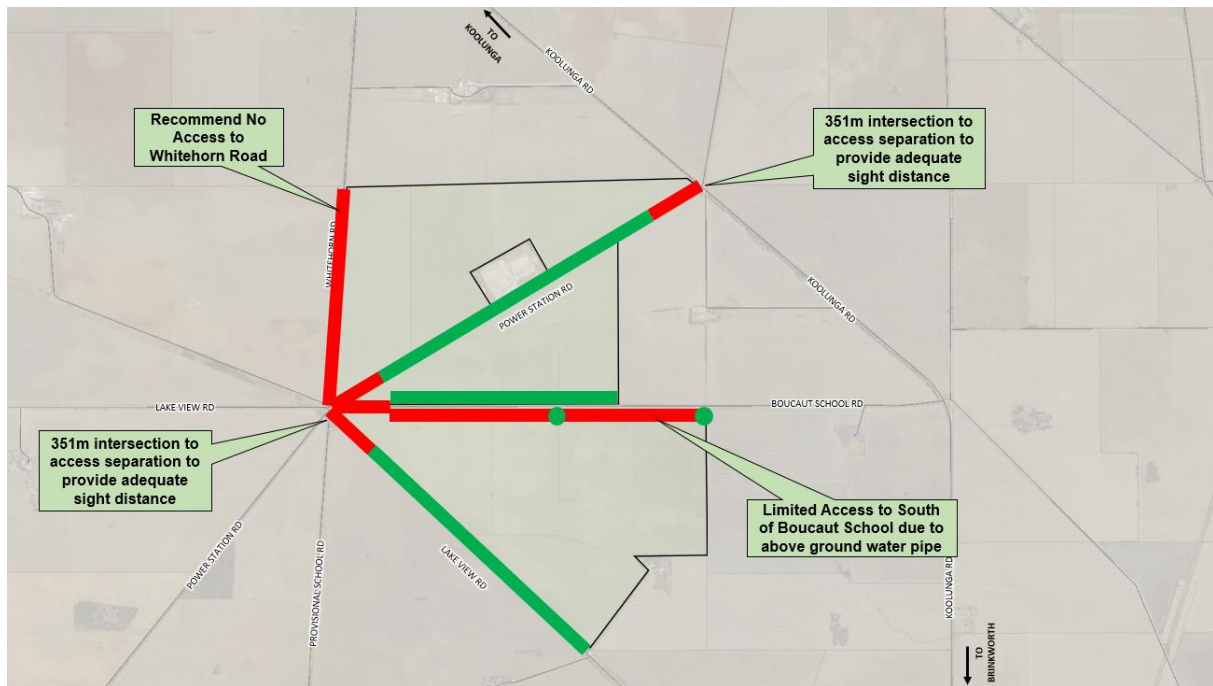 TO
KOOLUNGA
KOOLUNGA RD
Recommend No
Access to
Whitehorn Road
351m intersection to
access separation to
provide adequate
sight distance
WHITEHORN RD
POWER STATION RD
KOOLUNGA RD
LAKE VIEW RD
BOUCAUT SCHOOL RD
351m intersection to
access separation to
provide adequate
sight distance
Limited Access to South
of Boucaut School due to
above ground water pipe
POWER STATION RD
PROVISIONAL SCHOOL RD
LAKE VIEW RD
KOOLUNGA RD
TO
BRINKWORTH